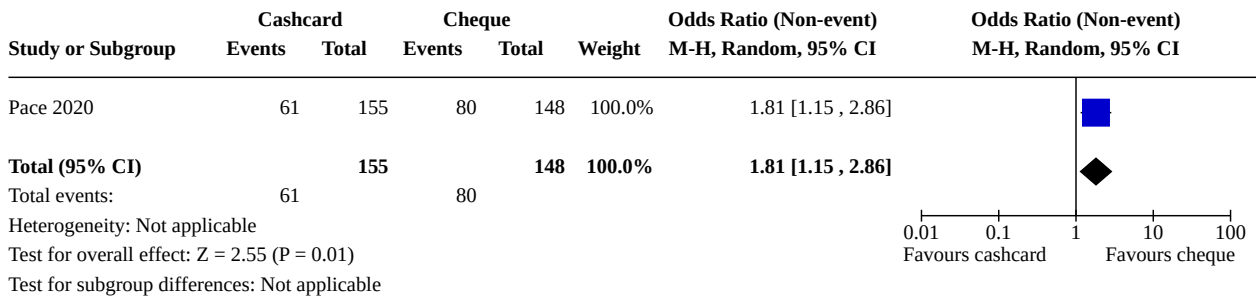 Cashcard Cheque Odds Ratio (Non-event) Odds Ratio (Non-event)
Study or Subgroup Events Total Events Total Weight M-H, Random, 95% CI M-H, Random, 95% CI
Pace 2020 61 155 80 148 100.0% 1.81 [1.15 , 2.86]
Total (95% CI) 155 148 100.0% 1.81 [1.15 , 2.86]
Total events: 61 80
Heterogeneity: Not applicable
0.01 0.1 1 10 100
Test for overall effect: Z = 2.55 (P = 0.01)
Favours cashcard Favours cheque
Test for subgroup differences: Not applicable